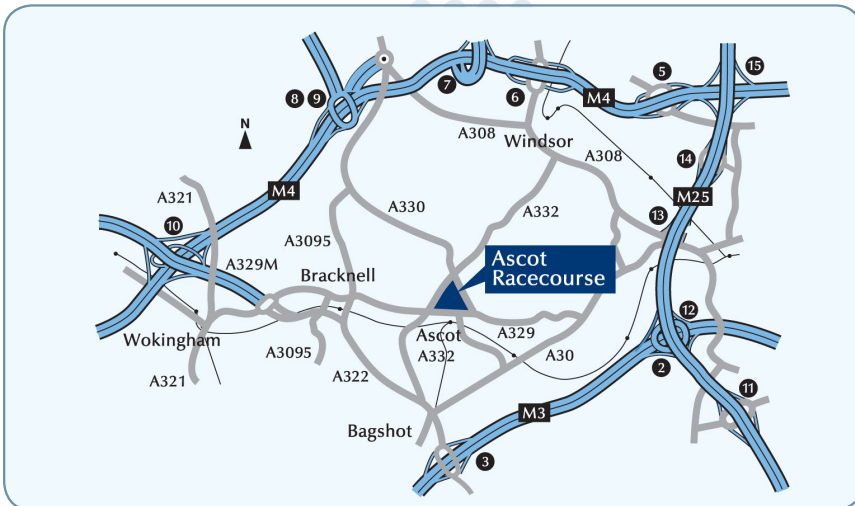 7
15
5
8 9
6
M4
N
A308
Windsor
14
A308
M4
A321
M25
A330
A332
13
10
A3095
A329M
Bracknell
Ascot
Racecourse
12
Wokingham
Ascot
A329
A3095
A332
A30
2
A321
A322
11
M3
Bagshot
3